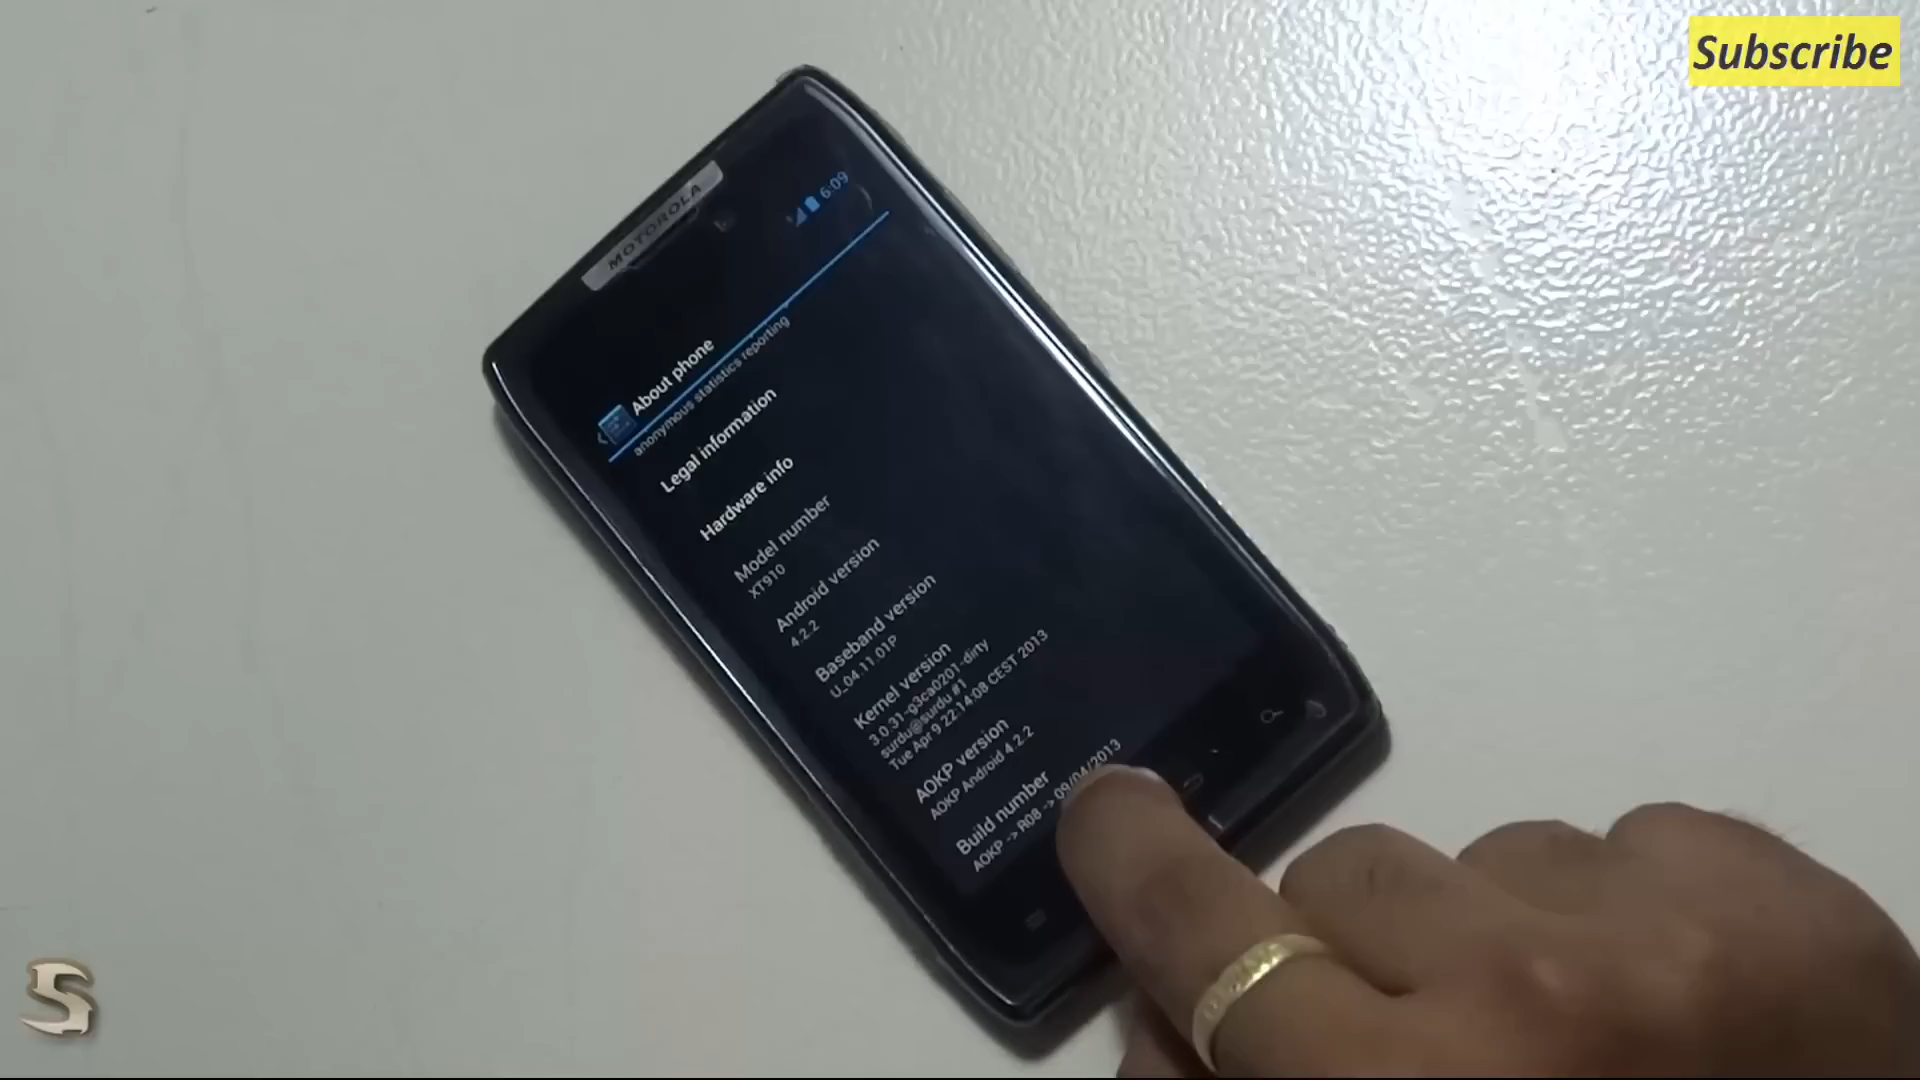 Subscribe
MOTOROLA
6:09
About phone
anonymous statistics reporting
Legal information
Hardware info
Model number
XT910
Android version
4.2.2
Baseband version
U_04.11.01P
Kernel version
3.0.31-g3ca0201-dirty
surdu@surdu #1
Tue Apr 9 22:14:08 CEST 2013
AOKP version
AOKP Android 4.2.2
Build number
AOKP -> R08 -> 09/04/2013
S